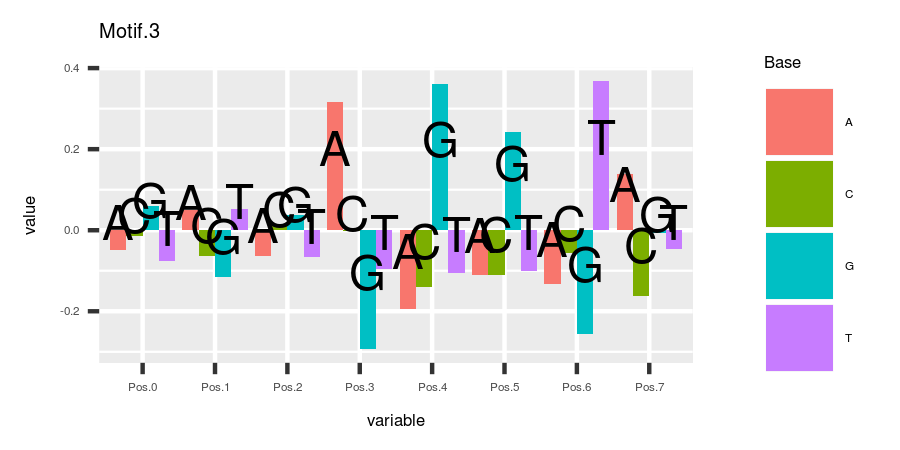 Motif.3
value
0.4
0.2
0.0
-0.2
A C G T A C G T A C G T A C G T A C G T A C G T A C G T A C G T
Pos.0 Pos.1 Pos.2 Pos.3 Pos.4 Pos.5 Pos.6 Pos.7
variable
Base
A
C
G
T